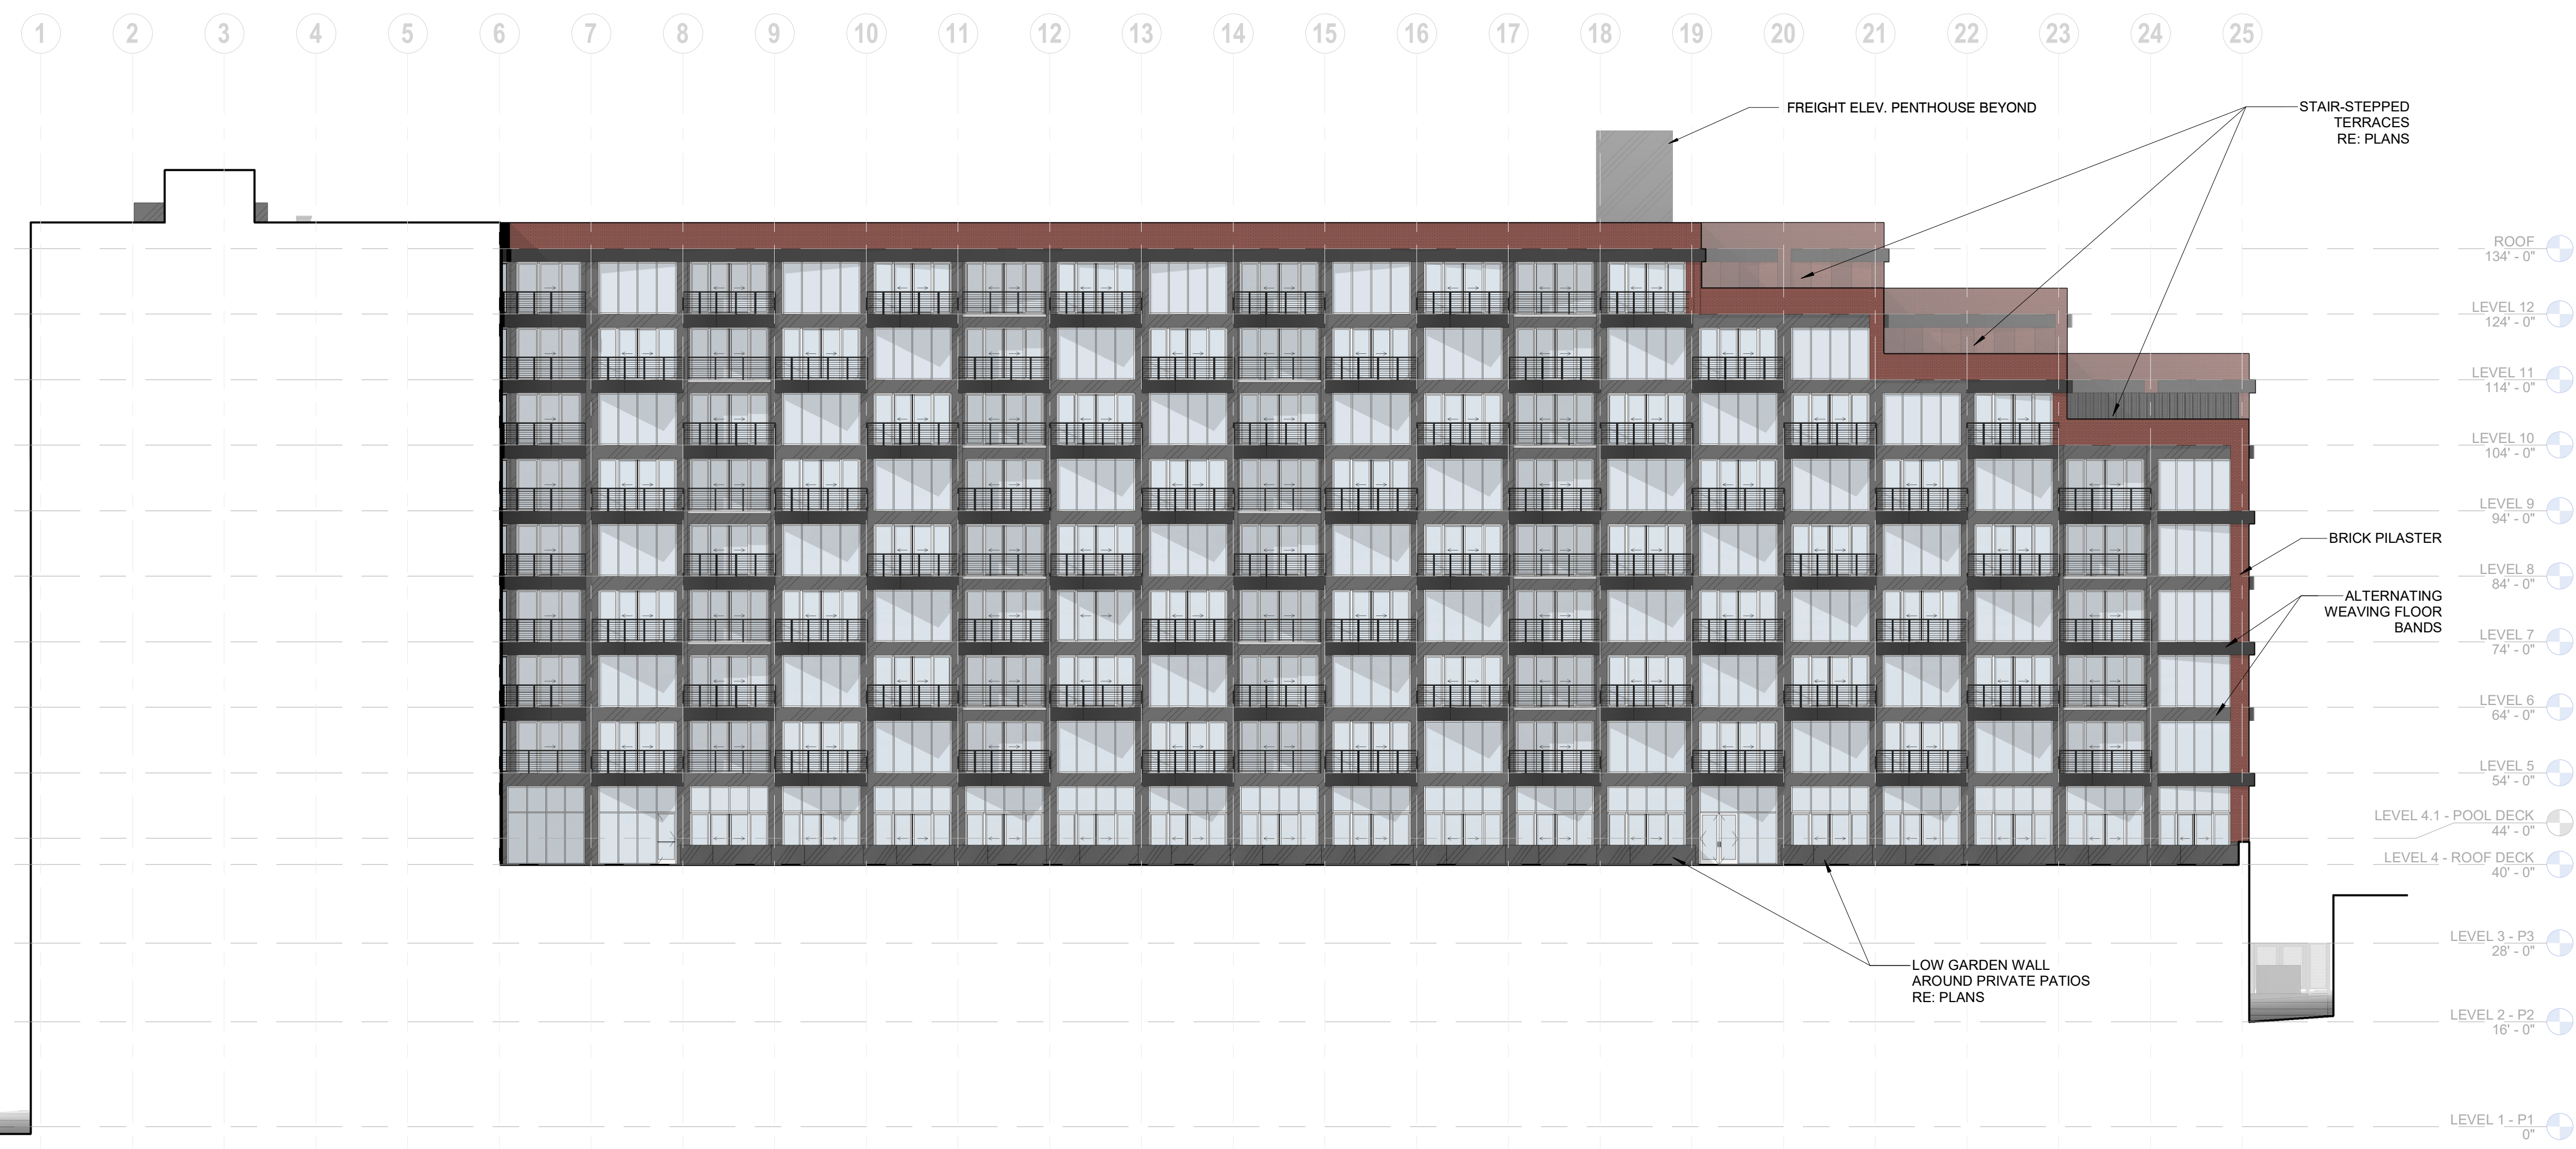 1 2 3 4 5 6 7 8 9 10 11 12 13 14 15 16 17 18 19 20 21 22 23 24 25
FREIGHT ELEV. PENTHOUSE BEYOND
STAIR-STEPPED
TERRACES
RE: PLANS
ROOF
134' - 0"
LEVEL 12
124' - 0"
LEVEL 11
114' - 0"
LEVEL 10
104' - 0"
LEVEL 9
94' - 0"
BRICK PILASTER
LEVEL 8
84' - 0"
ALTERNATING
WEAVING FLOOR
BANDS
LEVEL 7
74' - 0"
LEVEL 6
64' - 0"
LEVEL 5
54' - 0"
LEVEL 4.1 - POOL DECK
44' - 0"
LEVEL 4 - ROOF DECK
40' - 0"
LEVEL 3 - P3
28' - 0"
LOW GARDEN WALL
AROUND PRIVATE PATIOS
RE: PLANS
LEVEL 2 - P2
16' - 0"
LEVEL 1 - P1
0"